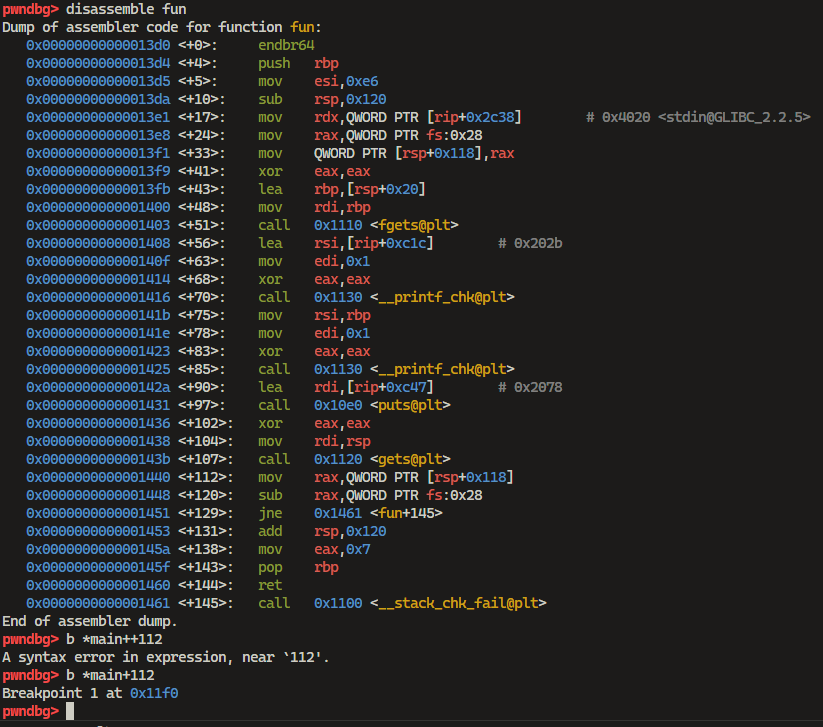 pwndbg> disassemble fun
Dump of assembler code for function fun:
0x00000000000013d0 <+0>: endbr64
0x00000000000013d4 <+4>: push rbp
0x00000000000013d5 <+5>: mov esi,0xe6
0x00000000000013da <+10>: sub rsp,0x120
0x00000000000013e1 <+17>: mov rdx,QWORD PTR [rip+0x2c38] # 0x4020 <stdin@GLIBC_2.2.5>
0x00000000000013e8 <+24>: mov rax,QWORD PTR fs:0x28
0x00000000000013f1 <+33>: mov QWORD PTR [rsp+0x118],rax
0x00000000000013f9 <+41>: xor eax,eax
0x00000000000013fb <+43>: lea rbp,[rsp+0x20]
0x0000000000001400 <+48>: mov rdi,rbp
0x0000000000001403 <+51>: call 0x1110 <fgets@plt>
0x0000000000001408 <+56>: lea rsi,[rip+0xc1c] # 0x202b
0x000000000000140f <+63>: mov edi,0x1
0x0000000000001414 <+68>: xor eax,eax
0x0000000000001416 <+70>: call 0x1130 <__printf_chk@plt>
0x000000000000141b <+75>: mov rsi,rbp
0x000000000000141e <+78>: mov edi,0x1
0x0000000000001423 <+83>: xor eax,eax
0x0000000000001425 <+85>: call 0x1130 <__printf_chk@plt>
0x000000000000142a <+90>: lea rdi,[rip+0xc47] # 0x2078
0x0000000000001431 <+97>: call 0x10e0 <puts@plt>
0x0000000000001436 <+102>: xor eax,eax
0x0000000000001438 <+104>: mov rdi,rsp
0x000000000000143b <+107>: call 0x1120 <gets@plt>
0x0000000000001440 <+112>: mov rax,QWORD PTR [rsp+0x118]
0x0000000000001448 <+120>: sub rax,QWORD PTR fs:0x28
0x0000000000001451 <+129>: jne 0x1461 <fun+145>
0x0000000000001453 <+131>: add rsp,0x120
0x000000000000145a <+138>: mov eax,0x7
0x000000000000145f <+143>: pop rbp
0x0000000000001460 <+144>: ret
0x0000000000001461 <+145>: call 0x1100 <__stack_chk_fail@plt>
End of assembler dump.
pwndbg> b *main++112
A syntax error in expression, near `112'.
pwndbg> b *main+112
Breakpoint 1 at 0x11f0
pwndbg>